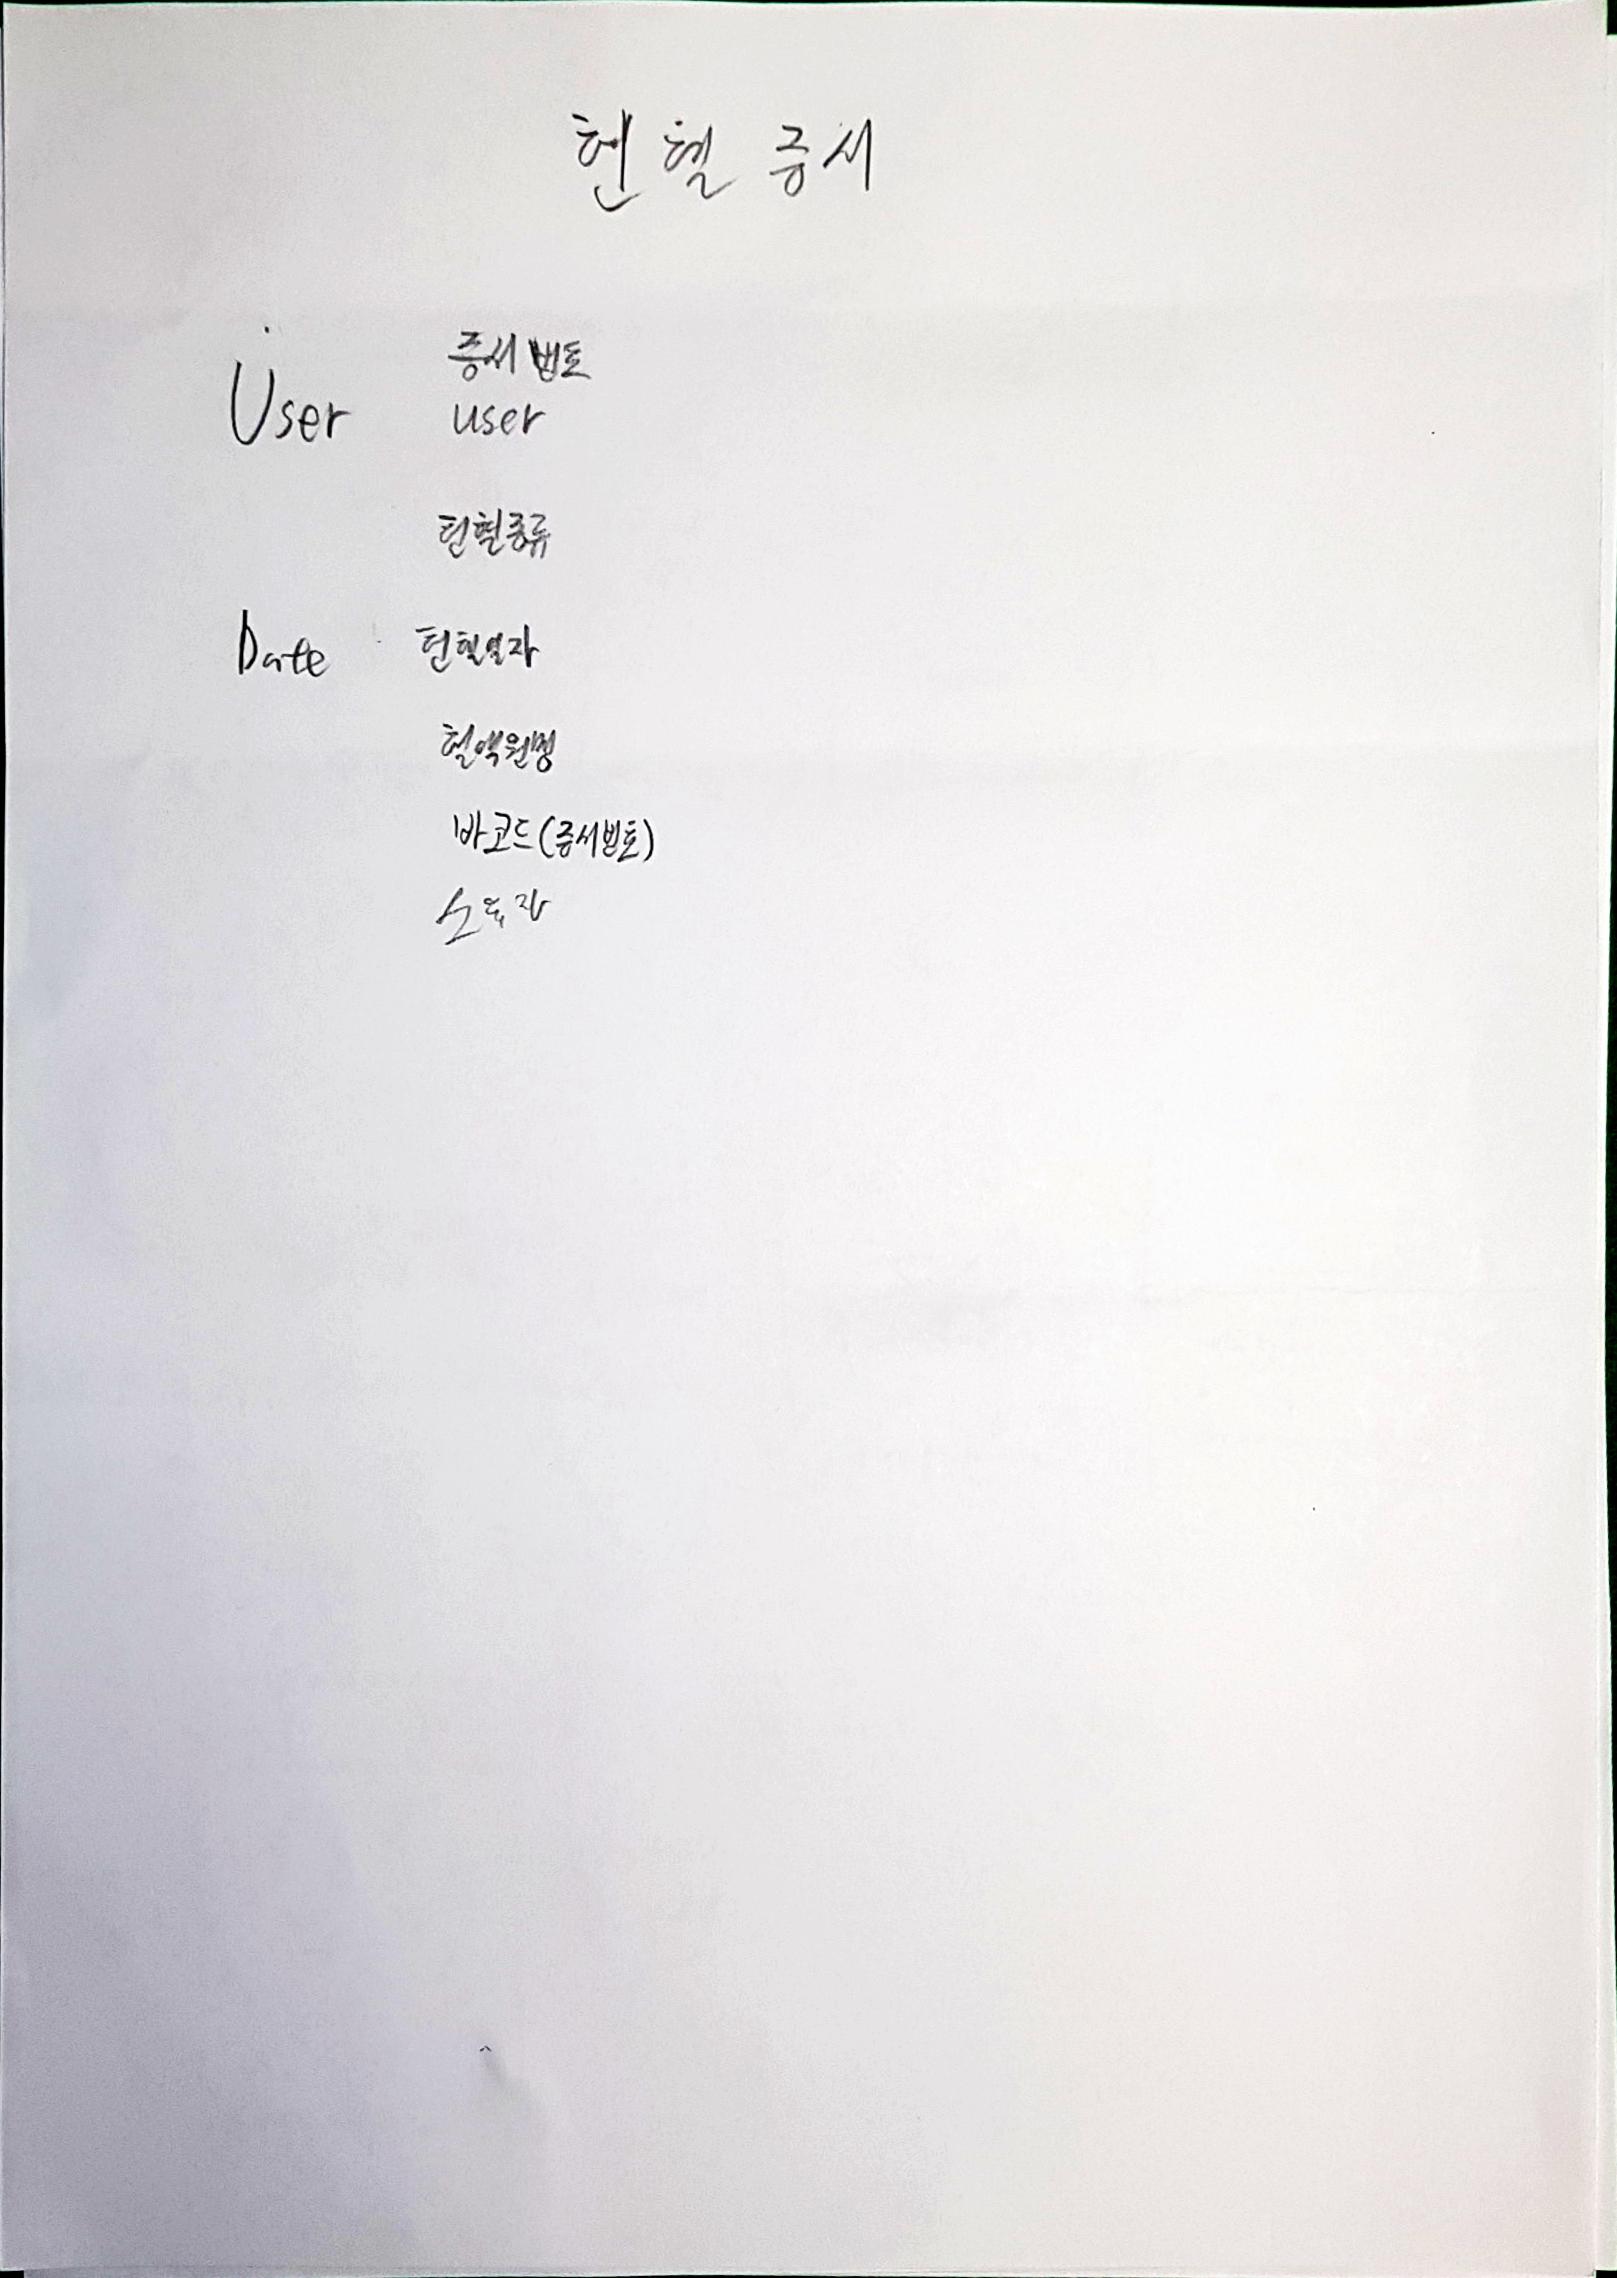 헌혈 증서
증서번호
User user
헌혈종류
Date 헌혈일자
혈액원명
바코드(증서번호)
소유자